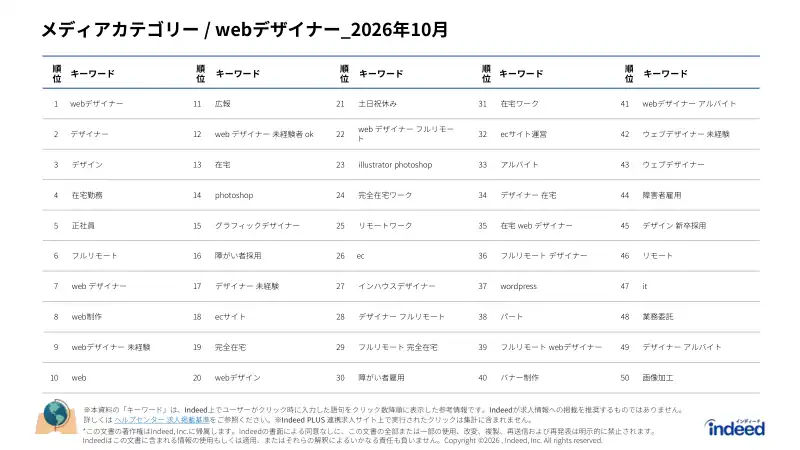 メディアカテゴリー / webデザイナー_2026年10月
順位 キーワード 順位 キーワード 順位 キーワード 順位 キーワード 順位 キーワード
1 webデザイナー 11 広報 21 土日祝休み 31 在宅ワーク 41 webデザイナー アルバイト
2 デザイナー 12 web デザイナー 未経験者 ok 22 web デザイナー フルリモート 32 ecサイト運営 42 ウェブデザイナー 未経験
3 デザイン 13 在宅 23 illustrator photoshop 33 アルバイト 43 ウェブデザイナー
4 在宅勤務 14 photoshop 24 完全在宅ワーク 34 デザイナー 在宅 44 障害者雇用
5 正社員 15 グラフィックデザイナー 25 リモートワーク 35 在宅 web デザイナー 45 デザイン 新卒採用
6 フルリモート 16 障がい者採用 26 ec 36 フルリモート デザイナー 46 リモート
7 web デザイナー 17 デザイナー 未経験 27 インハウスデザイナー 37 wordpress 47 it
8 web制作 18 ecサイト 28 デザイナー フルリモート 38 パート 48 業務委託
9 webデザイナー 未経験 19 完全在宅 29 フルリモート 完全在宅 39 フルリモート webデザイナー 49 デザイナー アルバイト
10 web 20 webデザイン 30 障がい者雇用 40 バナー制作 50 画像加工
※本資料の「キーワード」は、Indeed上でユーザーがクリック時に入力した語句をクリック数降順に表示した参考情報です。Indeedが求人情報への掲載を推奨するものではありません。
詳しくは ヘルプセンター 求人掲載基準をご参照ください。※Indeed PLUS 連携求人サイト上で実行されたクリックは集計に含まれません。
*この文書の著作権はIndeed, Inc.に帰属します。Indeedの書面による同意なしに、この文書の全部または一部の使用、改変、複製、再送信および再発表は明示的に禁止されます。
Indeedはこの文書に含まれる情報の使用もしくは適用、またはそれらの解釈によるいかなる責任も負いません。Copyright ©2026 , Indeed, Inc. All rights reserved.
インディード
indeed